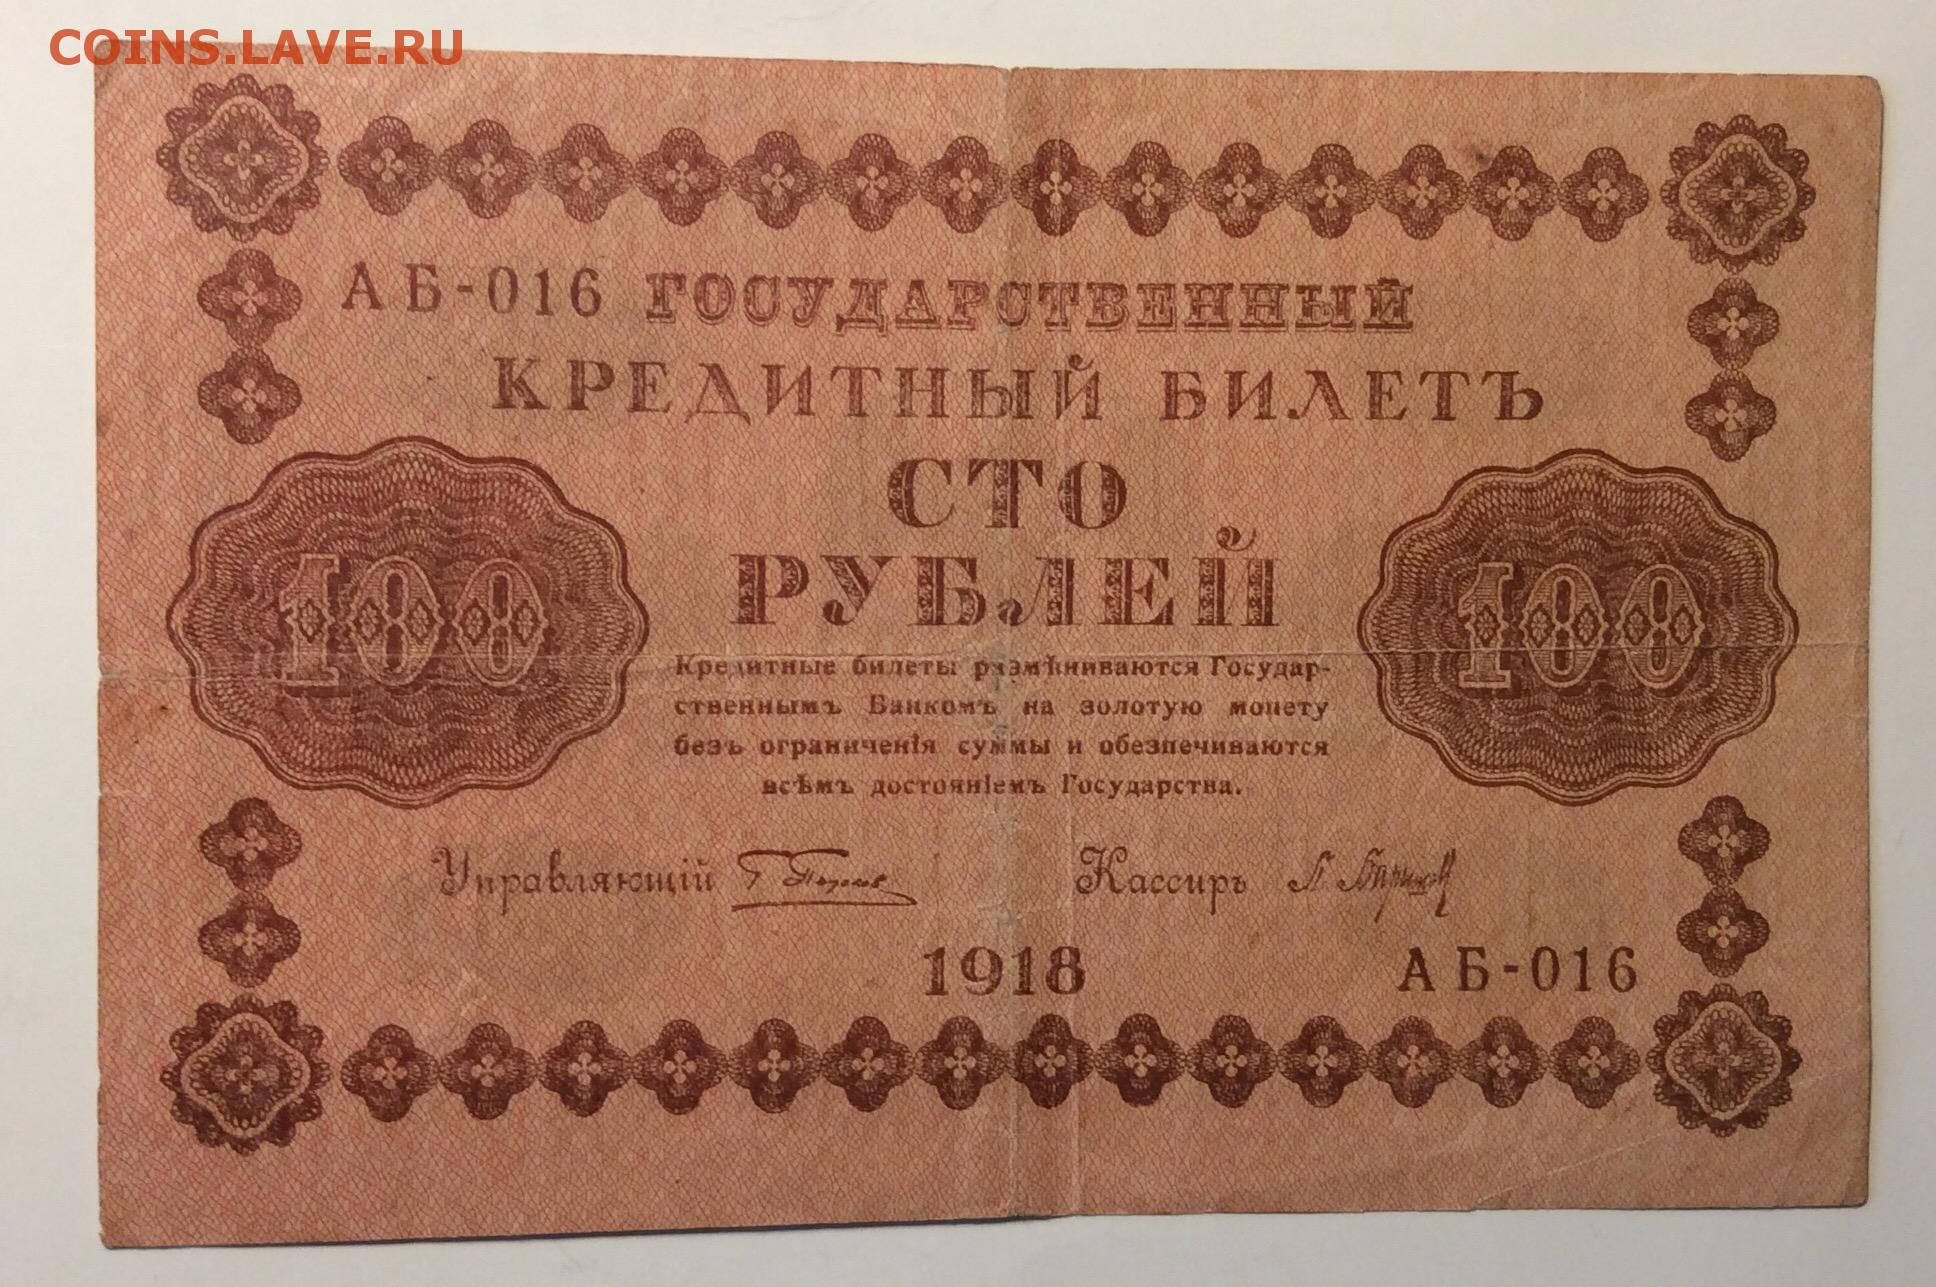 COINS.LAVE.RU
АБ-016 ГОСУДАРСТВЕННЫЙ
КРЕДИТНЫЙ БИЛЕТЪ
СТО
РУБЛЕЙ
100 100
Кредитные билеты размѣниваются Государ-
ственнымъ Банкомъ на золотую монету
безъ ограниченія суммы и обезпечиваются
всѣмъ достояніемъ Государства.
Управляющій Кассиръ
1918 АБ-016